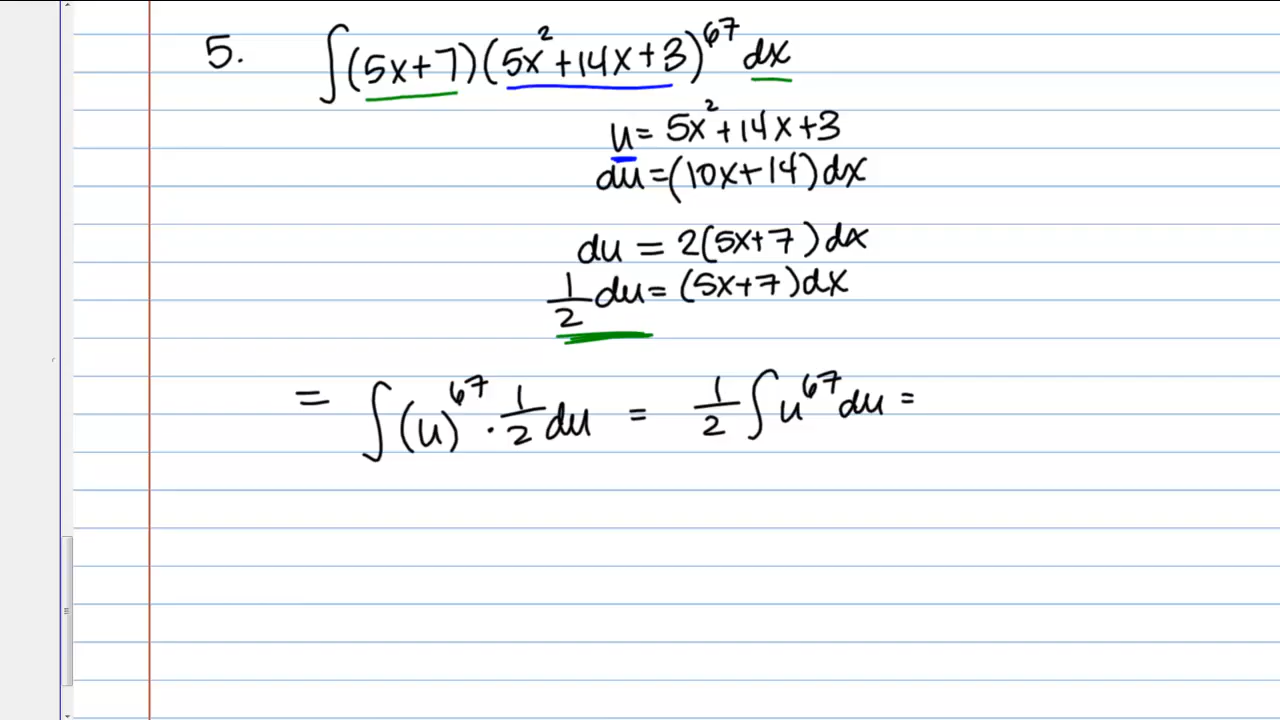 5. ∫(5x+7)(5x²+14x+3)⁶⁷ dx
u = 5x²+14x+3
du = (10x+14)dx
du = 2(5x+7)dx
1/2 du = (5x+7)dx
= ∫(u)⁶⁷ · 1/2 du = 1/2 ∫u⁶⁷ du =